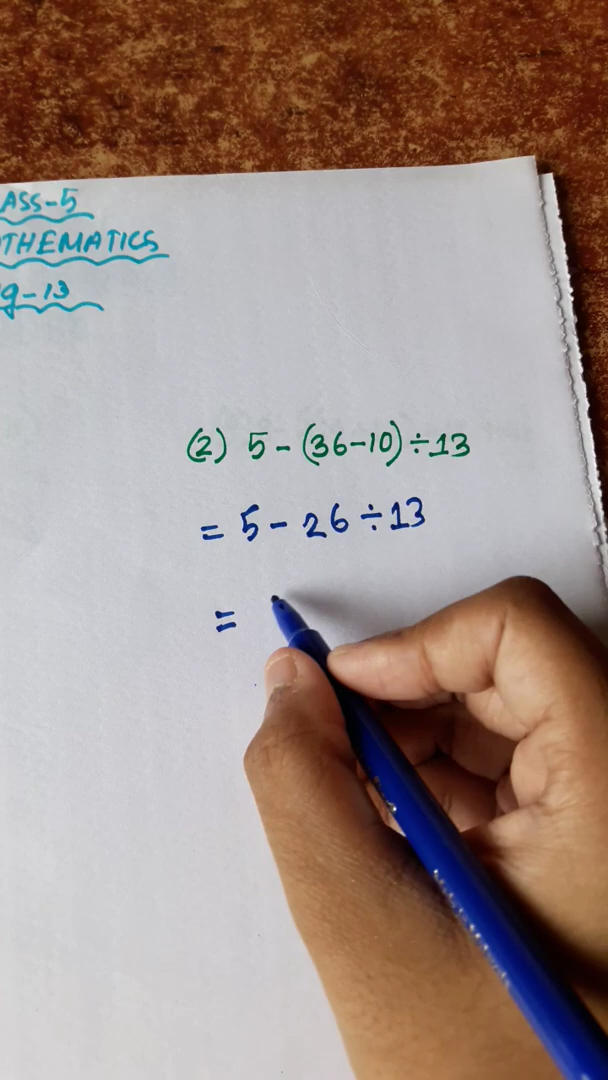 ASS-5
THEMATICS
g-13
(2) 5-(36-10)÷13
= 5-26÷13
=